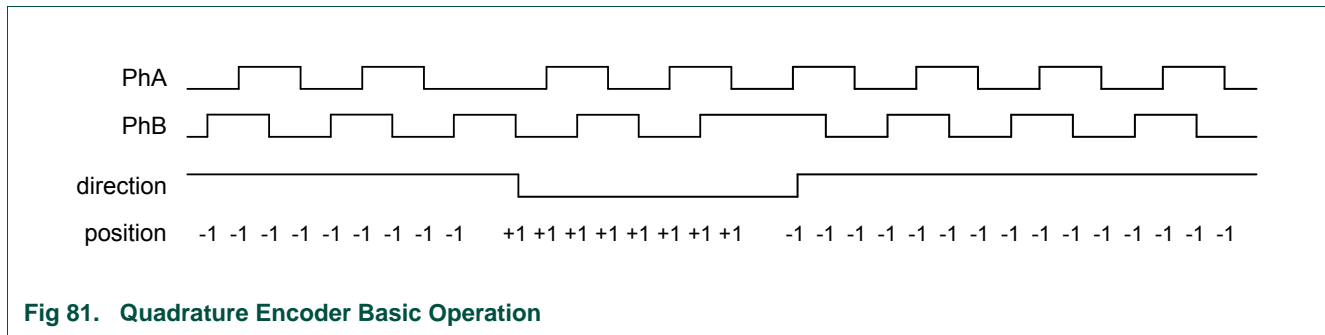 PhA
PhB
direction
position -1 -1 -1 -1 -1 -1 -1 -1 -1 +1 +1 +1 +1 +1 +1 +1 +1 -1 -1 -1 -1 -1 -1 -1 -1 -1 -1 -1 -1 -1 -1 -1
Fig 81. Quadrature Encoder Basic Operation